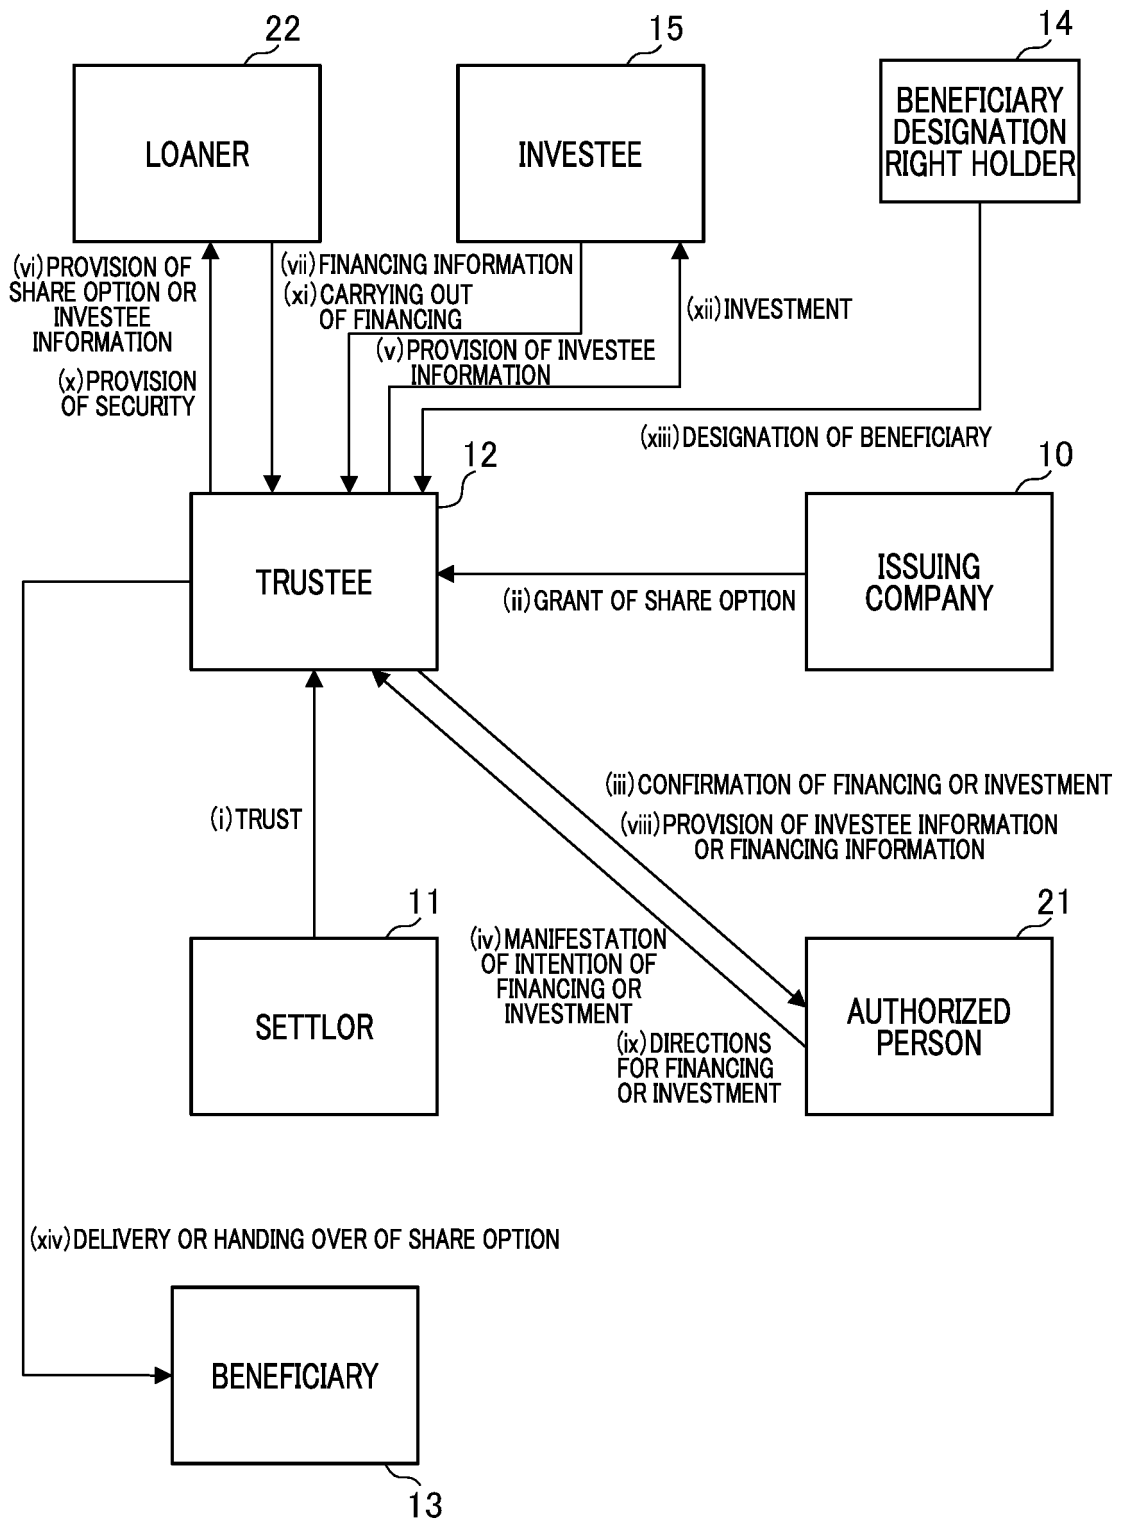 22
15
14
LOANER
INVESTEE
BENEFICIARY
DESIGNATION
RIGHT HOLDER
(vi) PROVISION OF
SHARE OPTION OR
INVESTEE
INFORMATION
(vii) FINANCING INFORMATION
(xi) CARRYING OUT
OF FINANCING
(xii) INVESTMENT
(v) PROVISION OF INVESTEE
INFORMATION
(x) PROVISION
OF SECURITY
(xiii) DESIGNATION OF BENEFICIARY
12
10
TRUSTEE
ISSUING
COMPANY
(ii) GRANT OF SHARE OPTION
(iii) CONFIRMATION OF FINANCING OR INVESTMENT
(i) TRUST
(viii) PROVISION OF INVESTEE INFORMATION
OR FINANCING INFORMATION
11
21
(iv) MANIFESTATION
OF INTENTION OF
FINANCING OR
INVESTMENT
SETTLOR
AUTHORIZED
PERSON
(ix) DIRECTIONS
FOR FINANCING
OR INVESTMENT
(xiv) DELIVERY OR HANDING OVER OF SHARE OPTION
BENEFICIARY
13